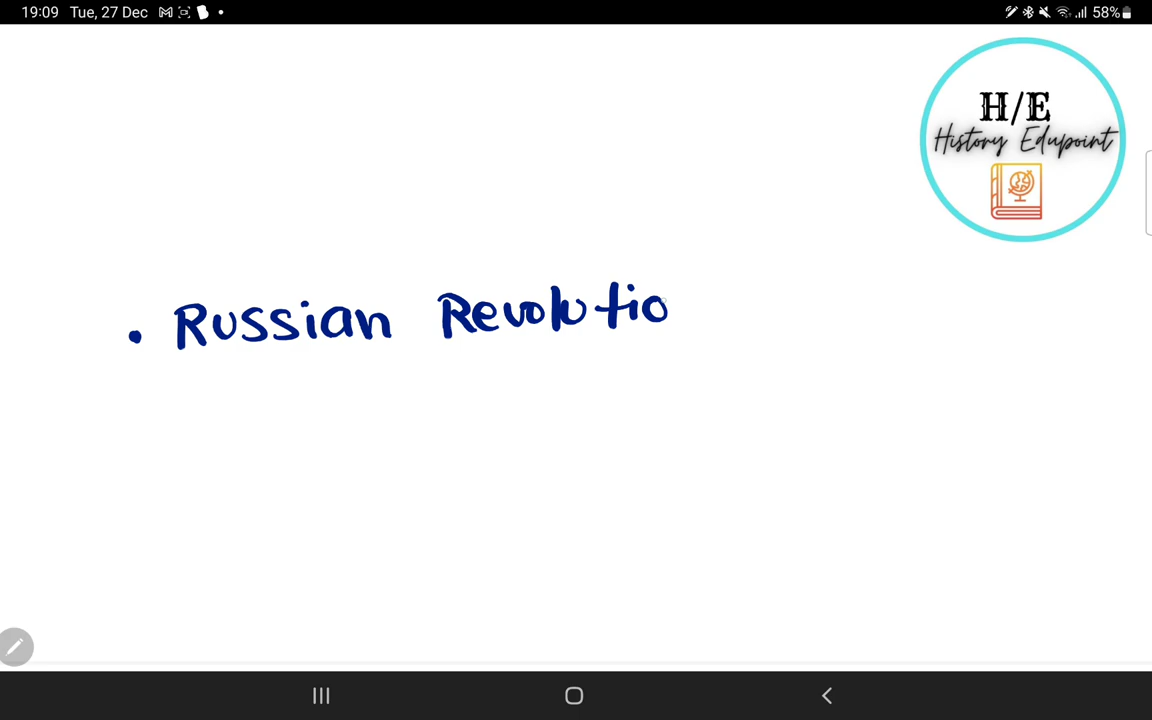 19:09 Tue, 27 Dec
58%
H/E
History Edupoint
. Russian Revolutio